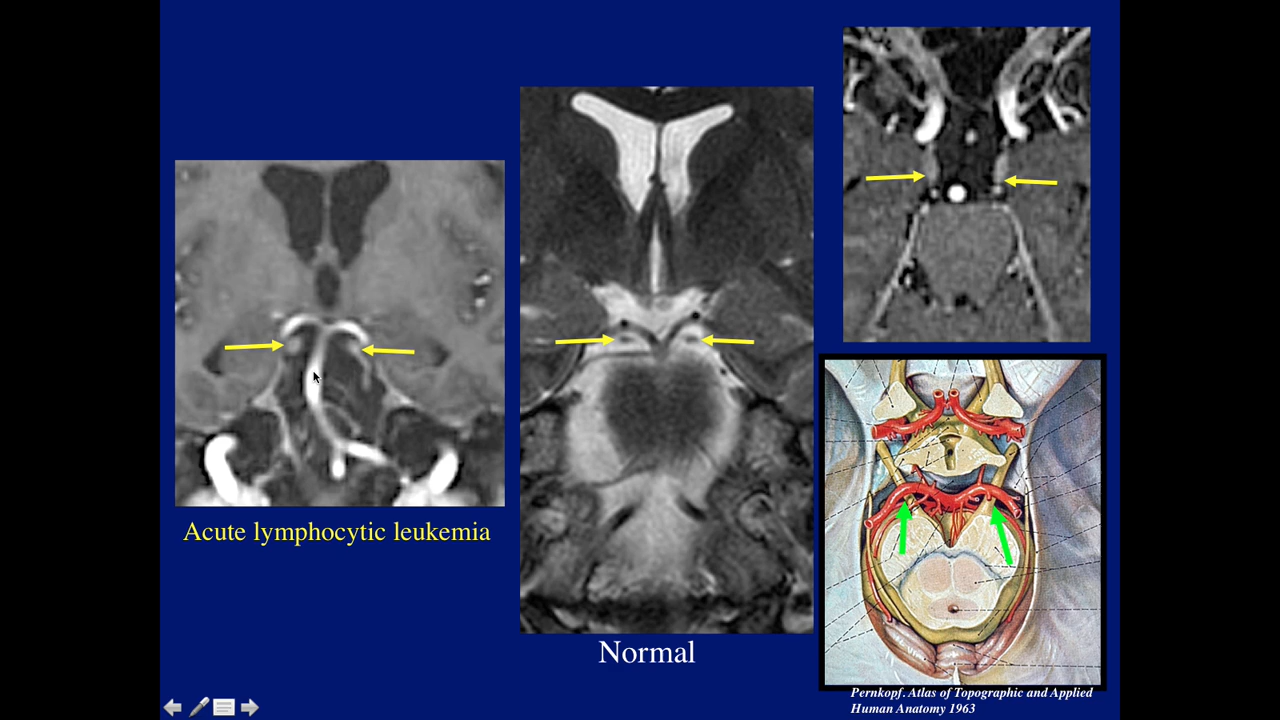 Acute lymphocytic leukemia
Normal
Pernkopf. Atlas of Topographic and Applied
Human Anatomy 1963